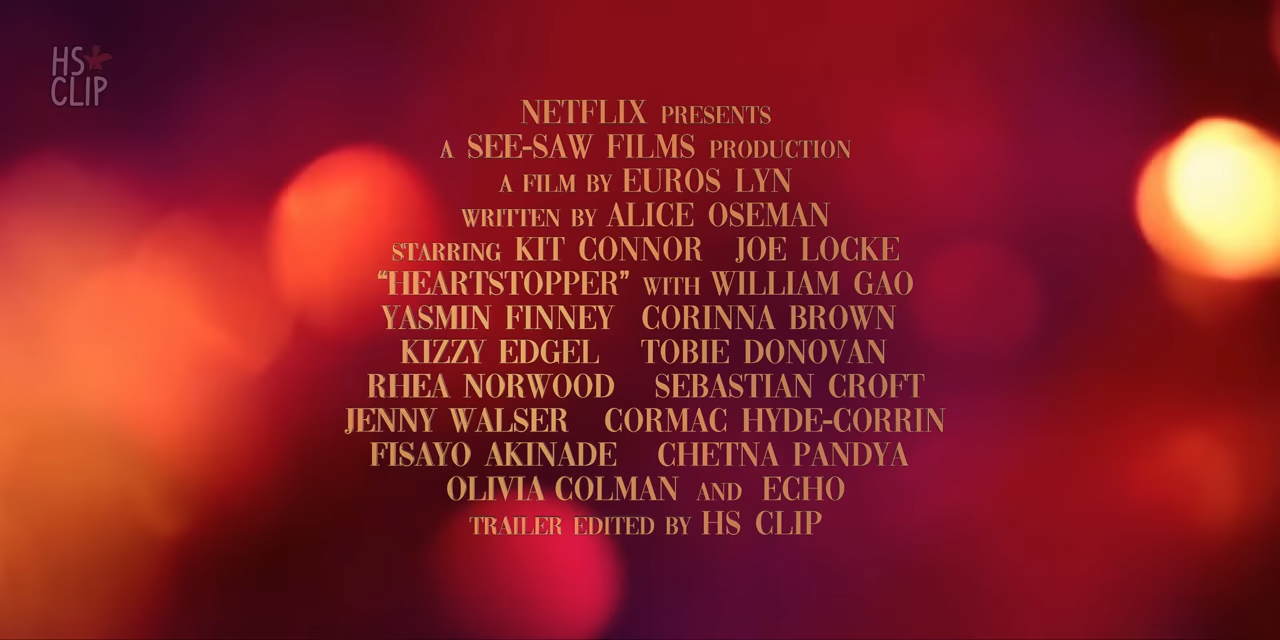 HS
CLIP
NETFLIX PRESENTS
A SEE-SAW FILMS PRODUCTION
A FILM BY EUROS LYN
WRITTEN BY ALICE OSEMAN
STARRING KIT CONNOR JOE LOCKE
“HEARTSTOPPER” WITH WILLIAM GAO
YASMIN FINNEY CORINNA BROWN
KIZZY EDGEL TOBIE DONOVAN
RHEA NORWOOD SEBASTIAN CROFT
JENNY WALSER CORMAC HYDE-CORRIN
FISAYO AKINADE CHETNA PANDYA
OLIVIA COLMAN AND ECHO
TRAILER EDITED BY HS CLIP